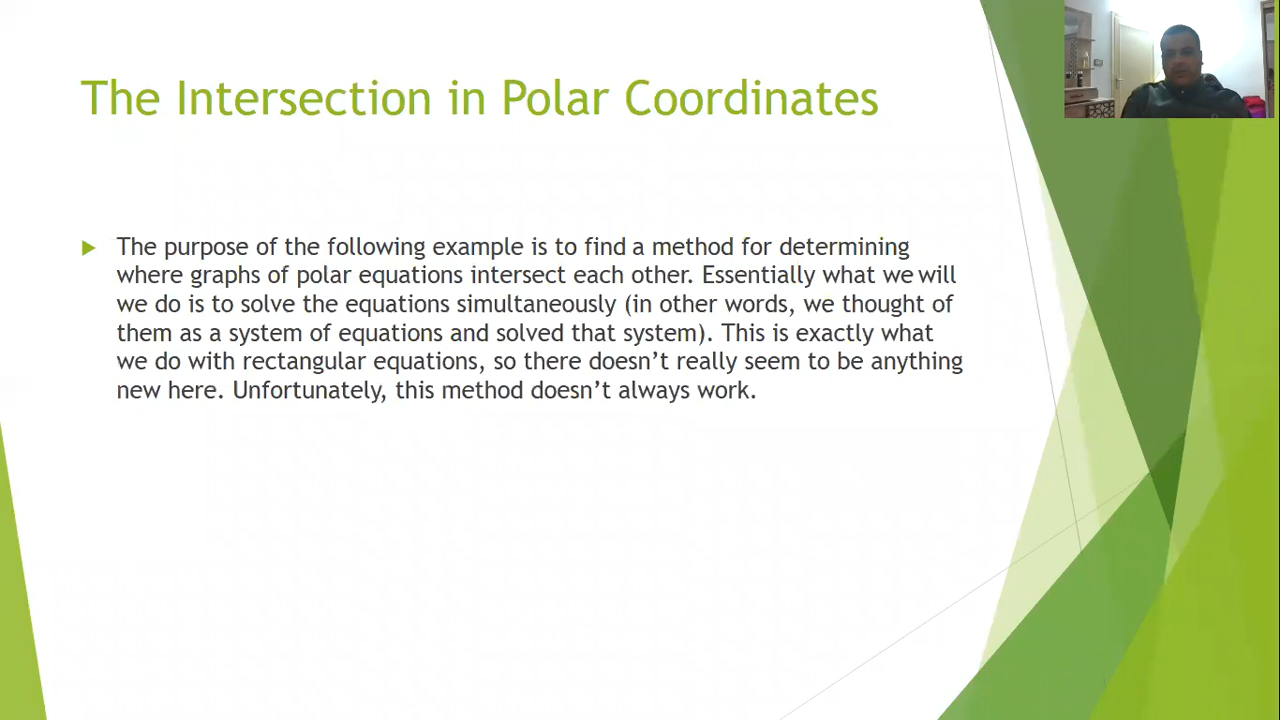 The Intersection in Polar Coordinates
The purpose of the following example is to find a method for determining
where graphs of polar equations intersect each other. Essentially what we will
we do is to solve the equations simultaneously (in other words, we thought of
them as a system of equations and solved that system). This is exactly what
we do with rectangular equations, so there doesn’t really seem to be anything
new here. Unfortunately, this method doesn’t always work.